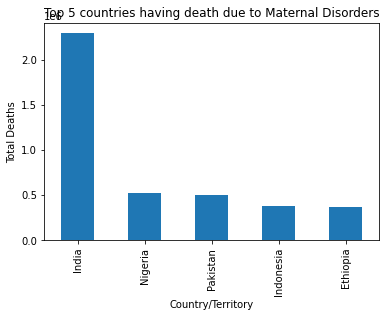 Top 5 countries having death due to Maternal Disorders
1e6
2.0
1.5
1.0
0.5
0.0
Total Deaths
India
Nigeria
Pakistan
Indonesia
Ethiopia
Country/Territory